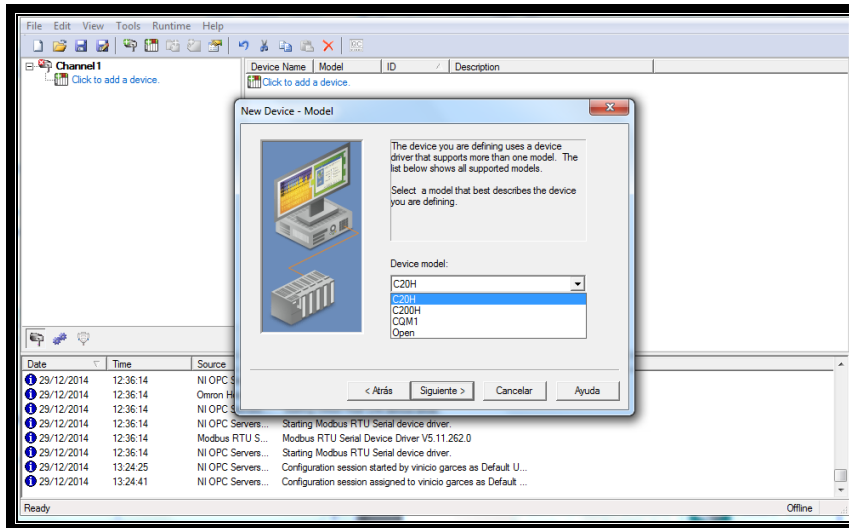 File Edit View Tools Runtime Help
Channel1
Click to add a device.
Device Name Model ID Description
Click to add a device.
New Device - Model
The device you are defining uses a device
driver that supports more than one model. The
list below shows all supported models.
Select a model that best describes the device
you are defining.
Device model:
C20H
C20H
C200H
CQM1
Open
< Atrás Siguiente > Cancelar Ayuda
Date Time Source
29/12/2014 12:36:14 NI OPC
29/12/2014 12:36:14 Omron
29/12/2014 12:36:14 NI OPC
29/12/2014 12:36:14 NI OPC Servers... Starting Modbus RTU Serial device driver.
29/12/2014 12:36:14 Modbus RTU S... Modbus RTU Serial Device Driver V5.11.262.0
29/12/2014 12:36:14 NI OPC Servers... Starting Modbus RTU Serial device driver.
29/12/2014 13:24:25 NI OPC Servers... Configuration session started by vinicio garces as Default U...
29/12/2014 13:24:41 NI OPC Servers... Configuration session assigned to vinicio garces as Default ...
Ready Offline